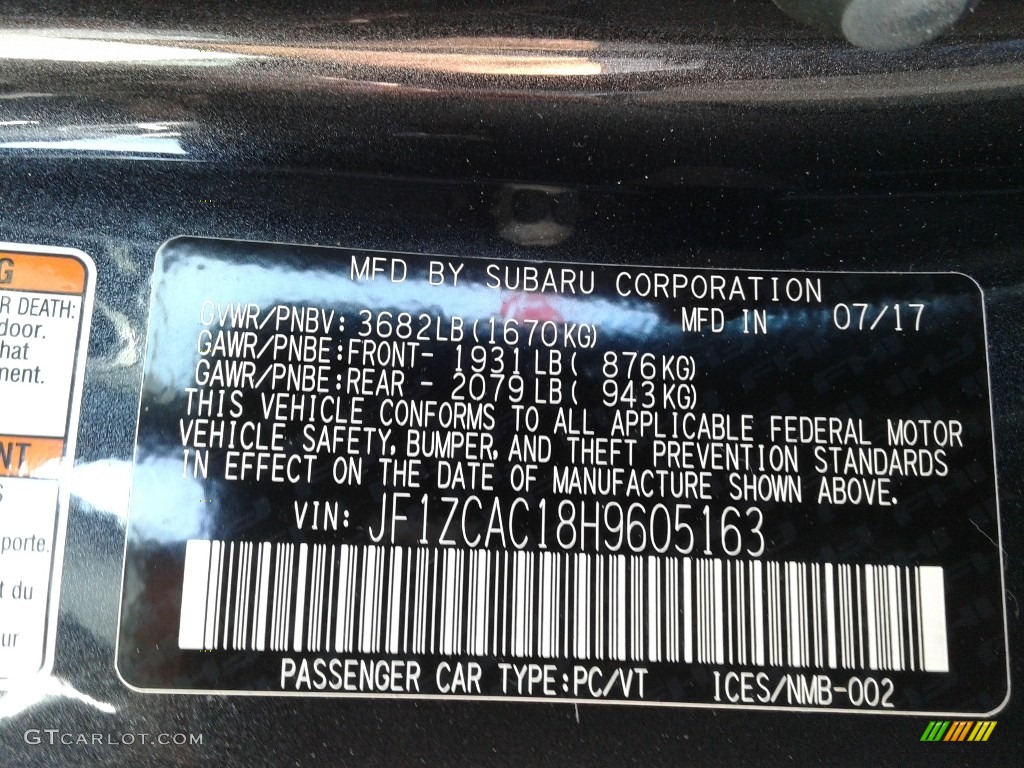 G
R DEATH:
door.
hat
nent.
NT
porte.
t du
ur
MFD BY SUBARU CORPORATION
GVWR/PNBV: 3682LB(1670KG) MFD IN 07/17
GAWR/PNBE:FRONT- 1931LB( 876KG)
GAWR/PNBE:REAR - 2079LB( 943KG)
THIS VEHICLE CONFORMS TO ALL APPLICABLE FEDERAL MOTOR
VEHICLE SAFETY, BUMPER, AND THEFT PREVENTION STANDARDS
IN EFFECT ON THE DATE OF MANUFACTURE SHOWN ABOVE.
VIN: JF1ZCAC18H9605163
PASSENGER CAR TYPE:PC/VT ICES/NMB-002
GTCARLOT.COM